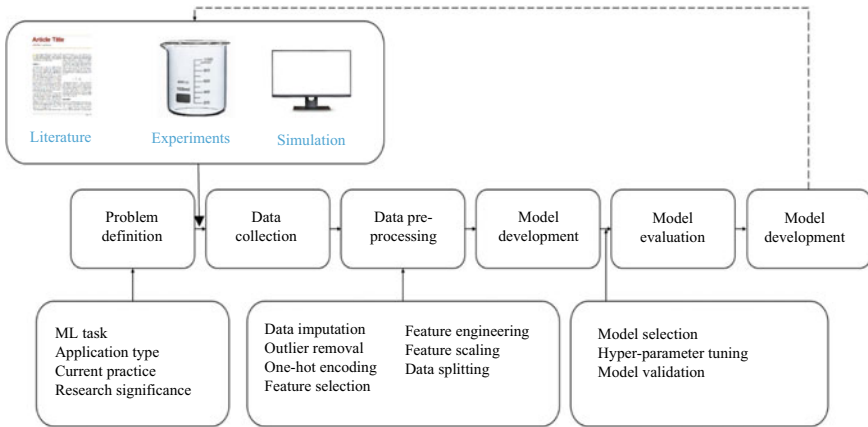 Article Title
Literature
Experiments
Simulation
Problem
definition
Data
collection
Data pre-
processing
Model
development
Model
evaluation
Model
development
ML task
Application type
Current practice
Research significance
Data imputation
Outlier removal
One-hot encoding
Feature selection
Feature engineering
Feature scaling
Data splitting
Model selection
Hyper-parameter tuning
Model validation